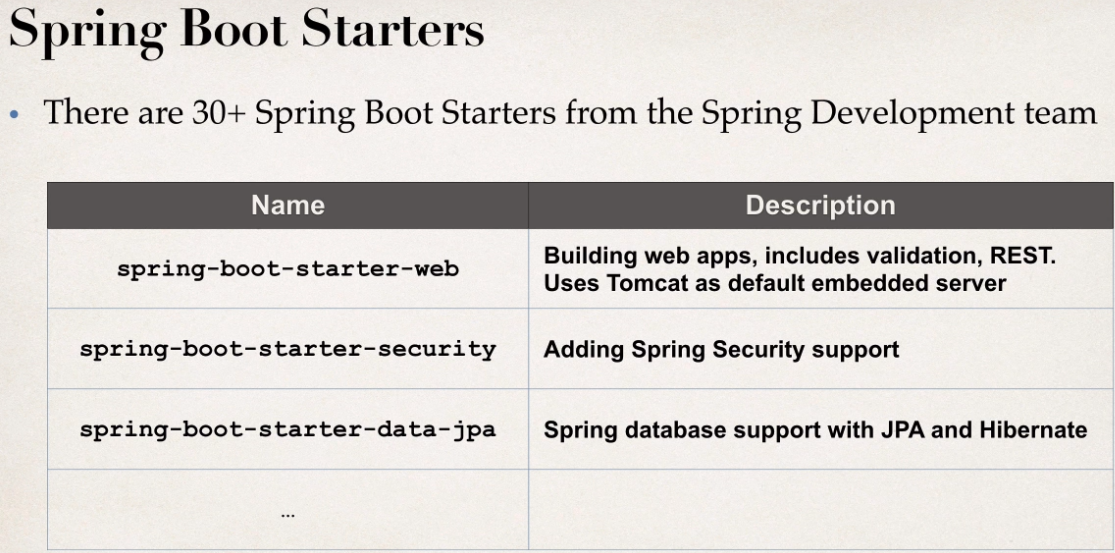 Spring Boot Starters
• There are 30+ Spring Boot Starters from the Spring Development team
Name Description
spring-boot-starter-web
Building web apps, includes validation, REST.
Uses Tomcat as default embedded server
spring-boot-starter-security Adding Spring Security support
spring-boot-starter-data-jpa Spring database support with JPA and Hibernate
...